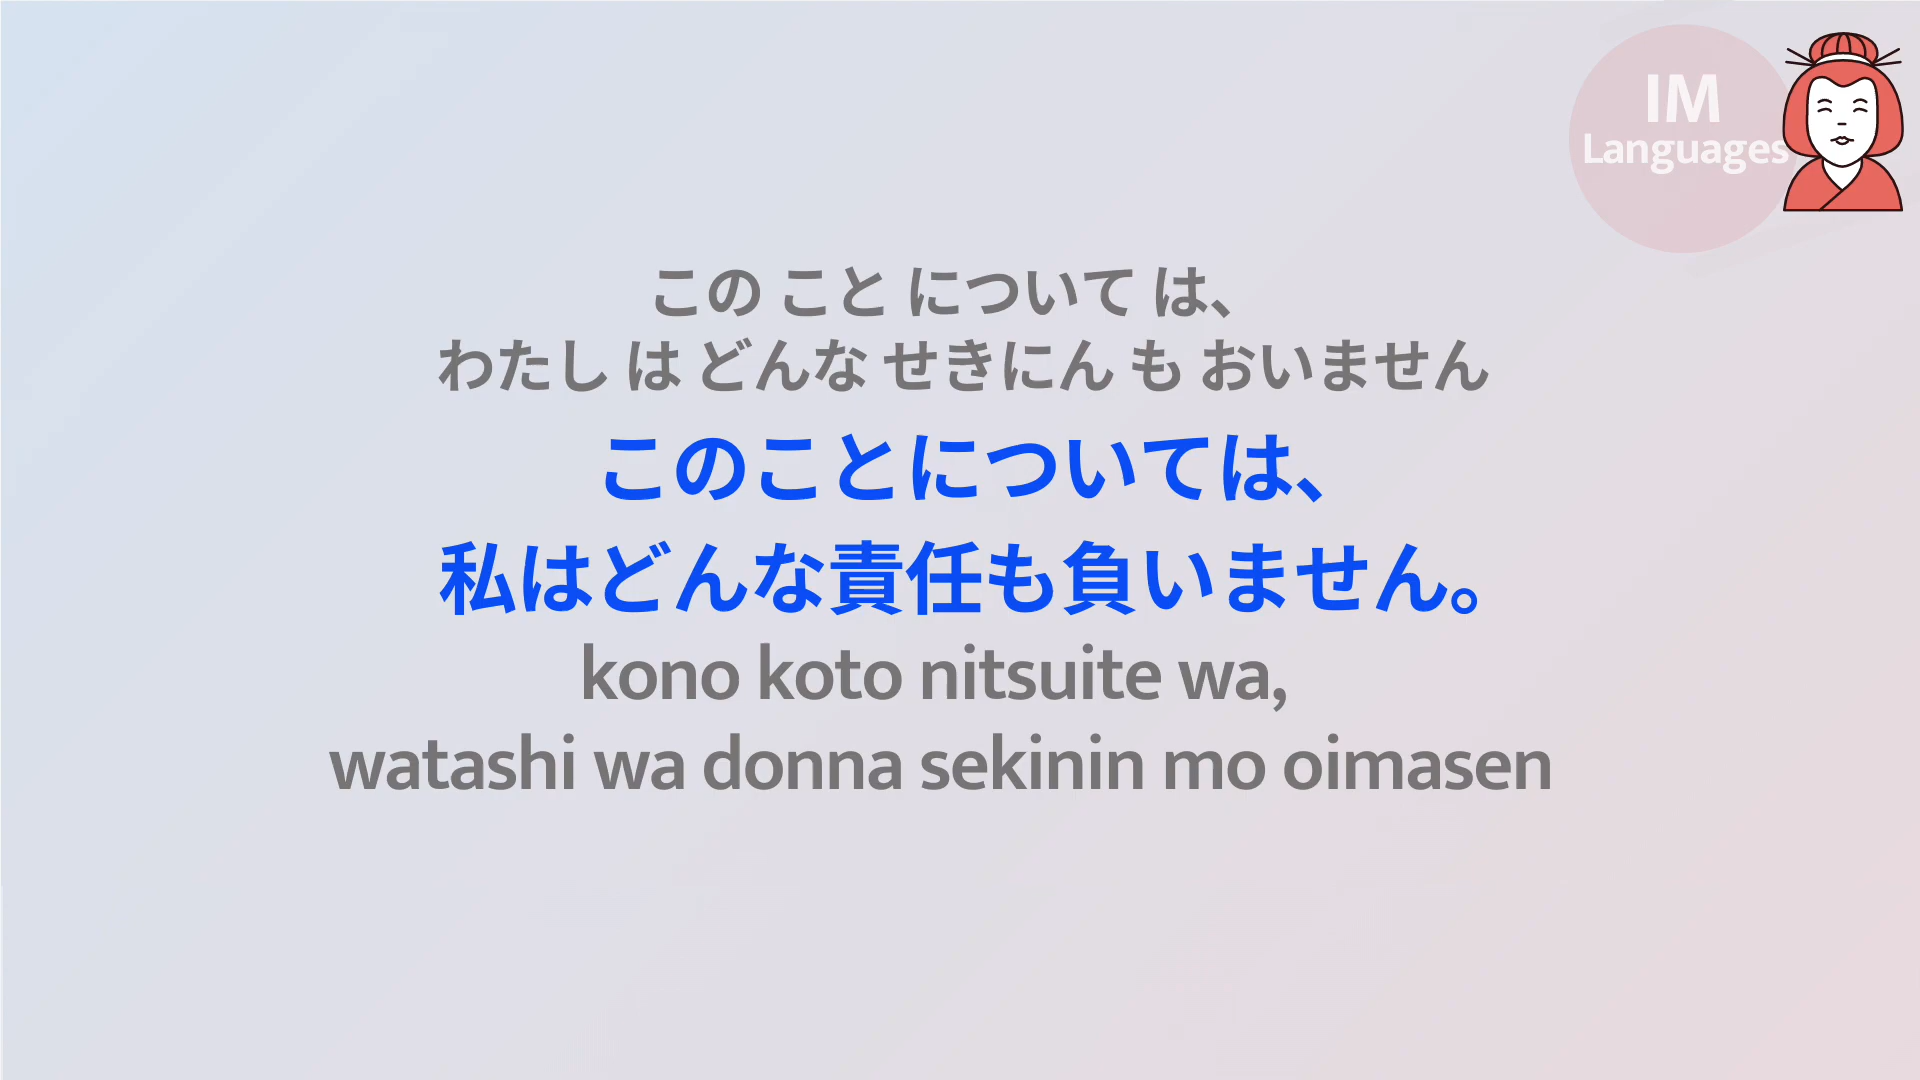 IM
Languages
この こと について は、
わたし は どんな せきにん も おいません
このことについては、
私はどんな責任も負いません。
kono koto nitsuite wa,
watashi wa donna sekinin mo oimasen